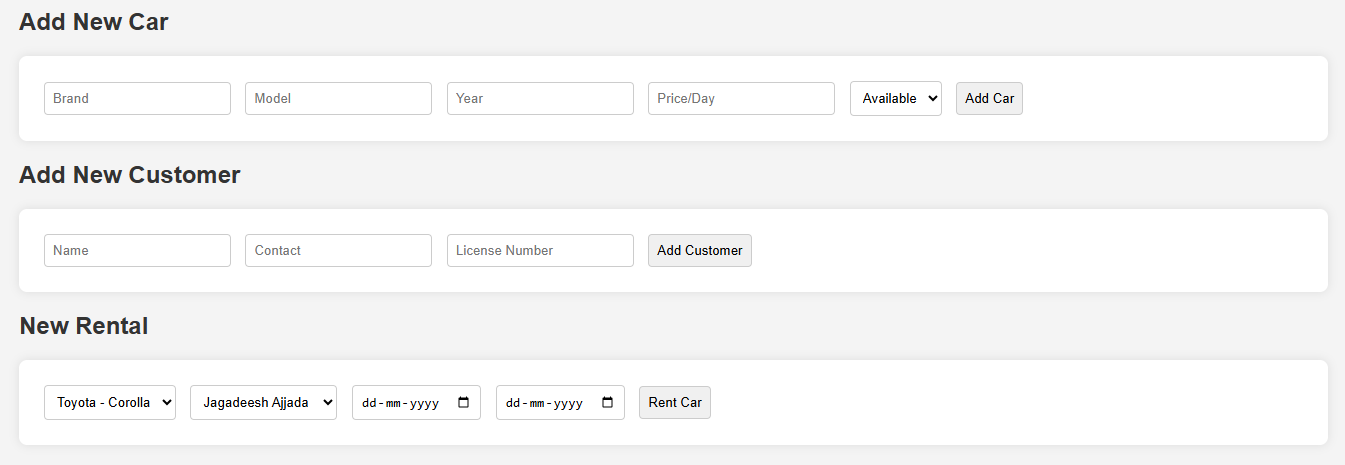 Add New Car
Brand Model Year Price/Day Available Add Car
Add New Customer
Name Contact License Number Add Customer
New Rental
Toyota - Corolla Jagadeesh Ajjada dd-mm-yyyy dd-mm-yyyy Rent Car